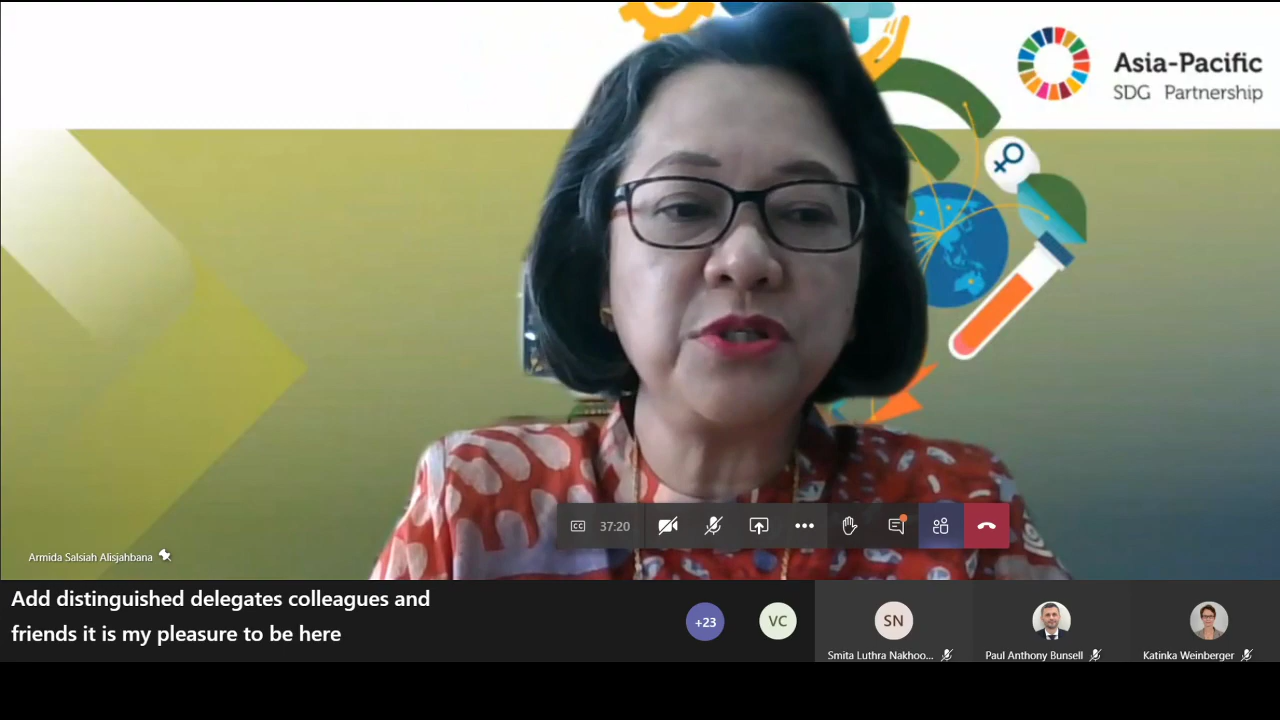 Asia-Pacific
SDG Partnership
CC
37:20
Armida Salsiah Alisjahbana
Add distinguished delegates colleagues and
friends it is my pleasure to be here
+23
VC
SN
Smita Luthra Nakhoo...
Paul Anthony Bunsell
Katinka Weinberger